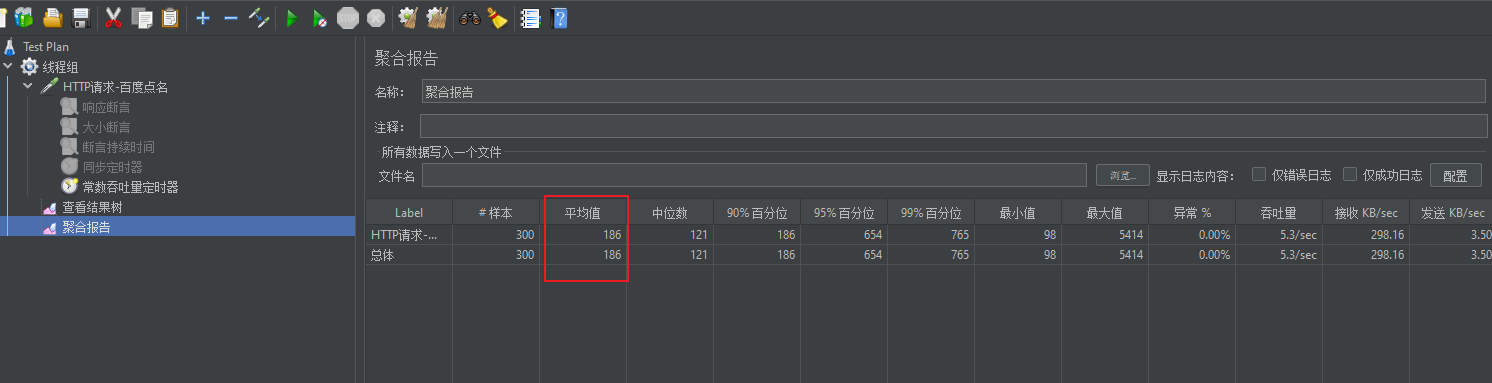 Test Plan
线程组
HTTP请求-百度点名
响应断言
大小断言
断言持续时间
同步定时器
常数吞吐量定时器
查看结果树
聚合报告
聚合报告
名称： 聚合报告
注释：
所有数据写入一个文件
文件名 浏览... 显示日志内容： 仅错误日志 仅成功日志 配置
Label # 样本 平均值 中位数 90% 百分位 95% 百分位 99% 百分位 最小值 最大值 异常 % 吞吐量 接收 KB/sec 发送 KB/sec
HTTP请求-... 300 186 121 186 654 765 98 5414 0.00% 5.3/sec 298.16 3.50
总体 300 186 121 186 654 765 98 5414 0.00% 5.3/sec 298.16 3.50